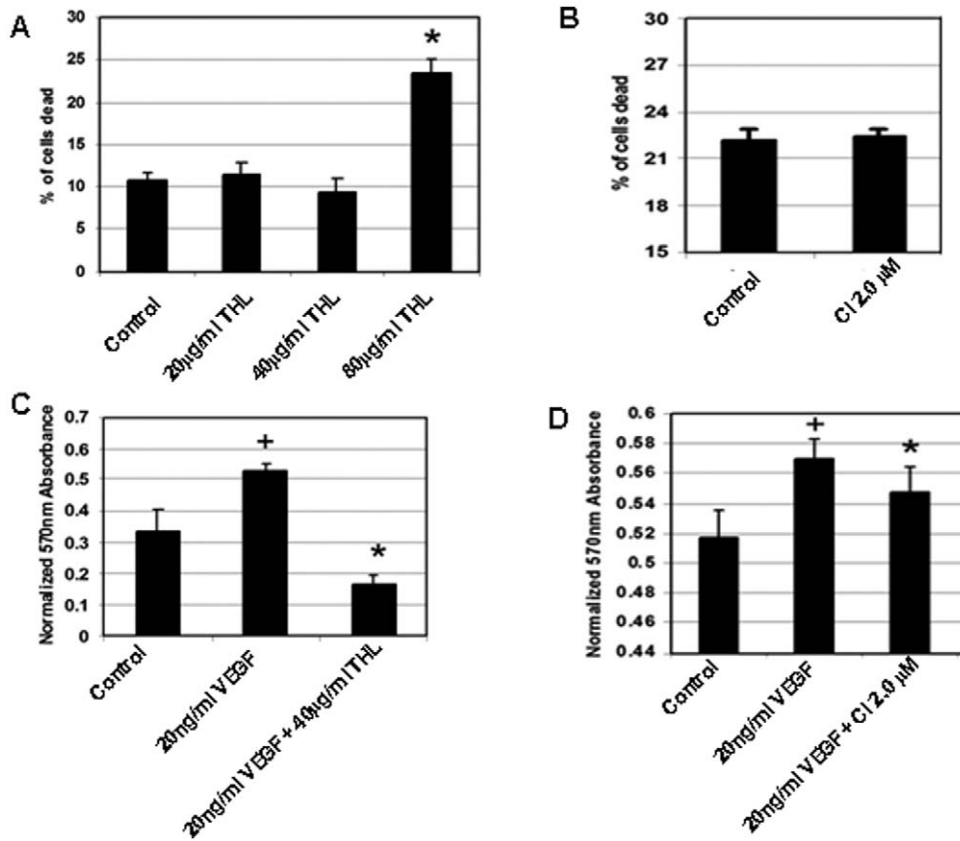 A
% of cells dead
30
25
20
15
10
5
0
*
Control
20µg/ml THL
40µg/ml THL
80µg/ml THL
B
% of cells dead
30
27
24
21
18
15
Control
CI 2.0 µM
C
Normalized 570nm Absorbance
0.7
0.6
0.5
0.4
0.3
0.2
0.1
0
+
*
Control
20ng/ml VEGF
20ng/ml VEGF + 40µg/ml THL
D
Normalized 570nm Absorbance
0.6
0.58
0.56
0.54
0.52
0.5
0.48
0.46
0.44
+
*
Control
20ng/ml VEGF
20ng/ml VEGF + CI 2.0 µM